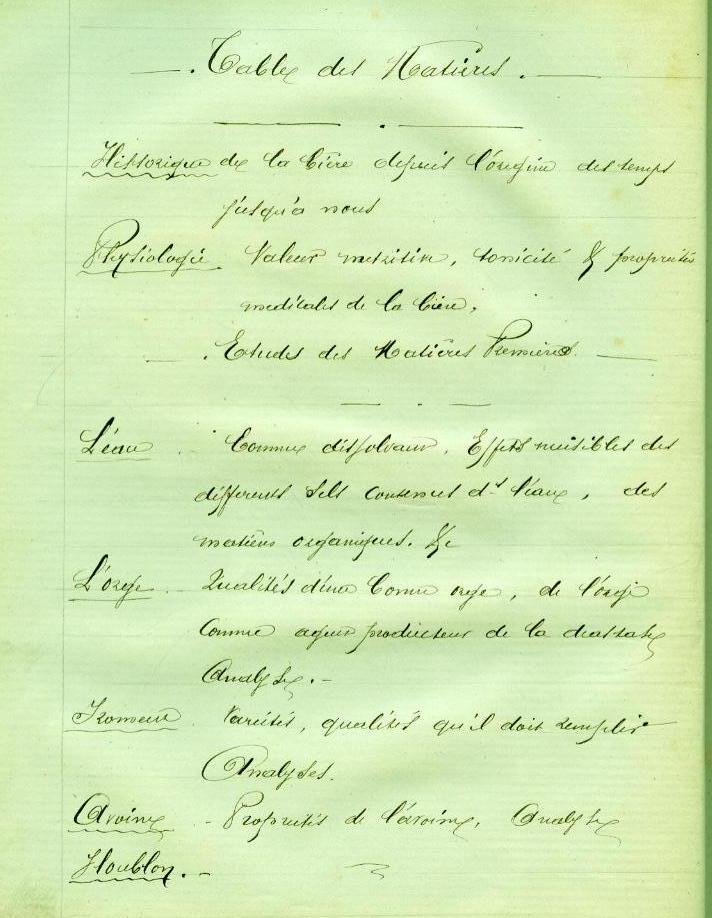 Table des Matières.
Historique de la bière depuis l'origine des temps
jusqu'à nous
Physiologie Valeur nutritive, tonicité & propriétés
médicales de la bière.
Etudes des Matières Premières.
L'eau Comme dissolvant, Effets nuisibles des
différents sels contenus ds l'eau, des
matières organiques. &c
L'orge Qualités d'une bonne orge, de l'orge
comme agent producteur de la diastase
Analyse.-
Froment Variétés, qualités qu'il doit remplir
Analyses.
Avoine - Propriétés de l'avoine, Analyse
Houblon.-